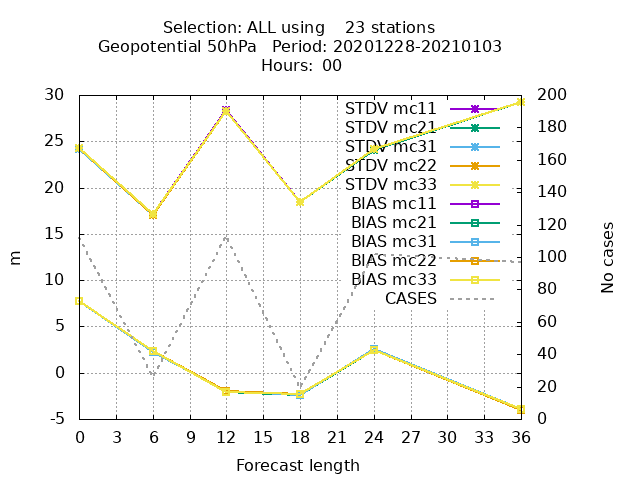 Selection: ALL using    23 stations
Geopotential 50hPa   Period: 20201228-20210103
Hours: 00
30
25
20
15
10
5
0
-5
m
200
180
160
140
120
100
80
60
40
20
0
No cases
STDV mc11
STDV mc21
STDV mc31
STDV mc22
STDV mc33
BIAS mc11
BIAS mc21
BIAS mc31
BIAS mc22
BIAS mc33
CASES
0 3 6 9 12 15 18 21 24 27 30 33 36
Forecast length